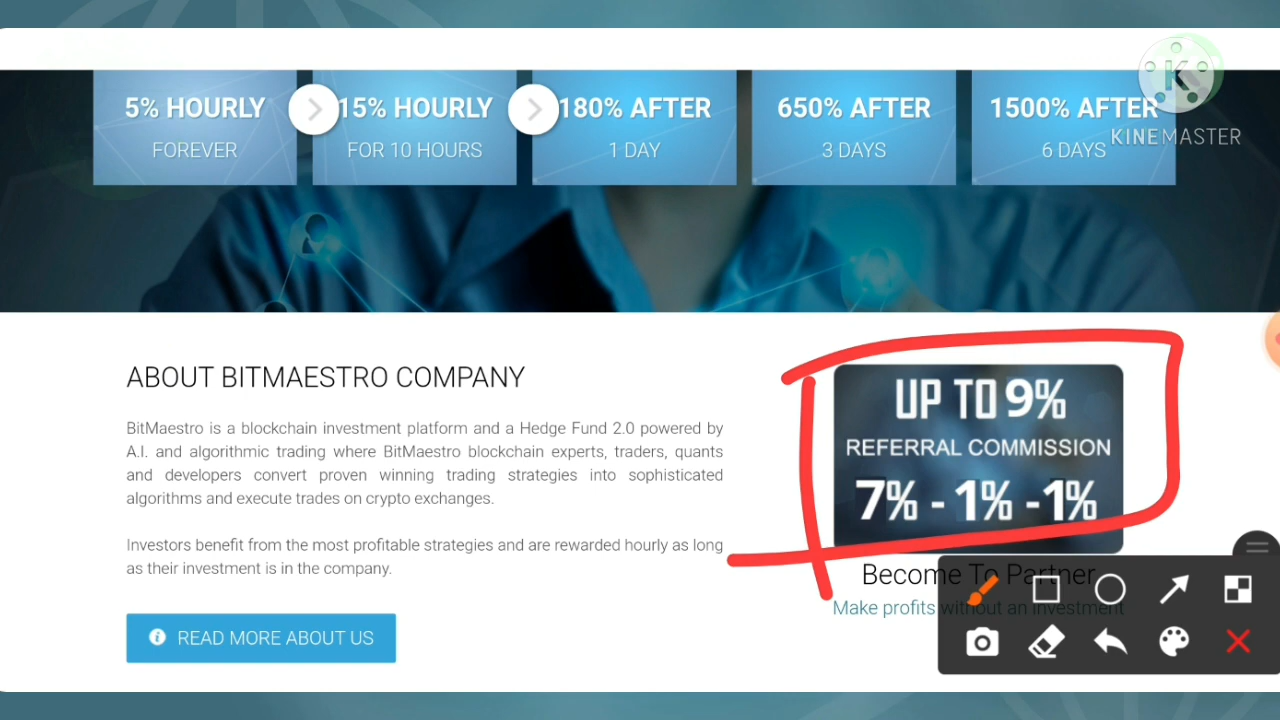 5% HOURLY
FOREVER
15% HOURLY
FOR 10 HOURS
180% AFTER
1 DAY
650% AFTER
3 DAYS
1500% AFTER
6 DAYS
K
KINEMASTER
ABOUT BITMAESTRO COMPANY
BitMaestro is a blockchain investment platform and a Hedge Fund 2.0 powered by
A.I. and algorithmic trading where BitMaestro blockchain experts, traders, quants
and developers convert proven winning trading strategies into sophisticated
algorithms and execute trades on crypto exchanges.
Investors benefit from the most profitable strategies and are rewarded hourly as long
as their investment is in the company.
READ MORE ABOUT US
UP TO 9%
REFERRAL COMMISSION
7% - 1% -1%
Become To Partner
Make profits without an investment